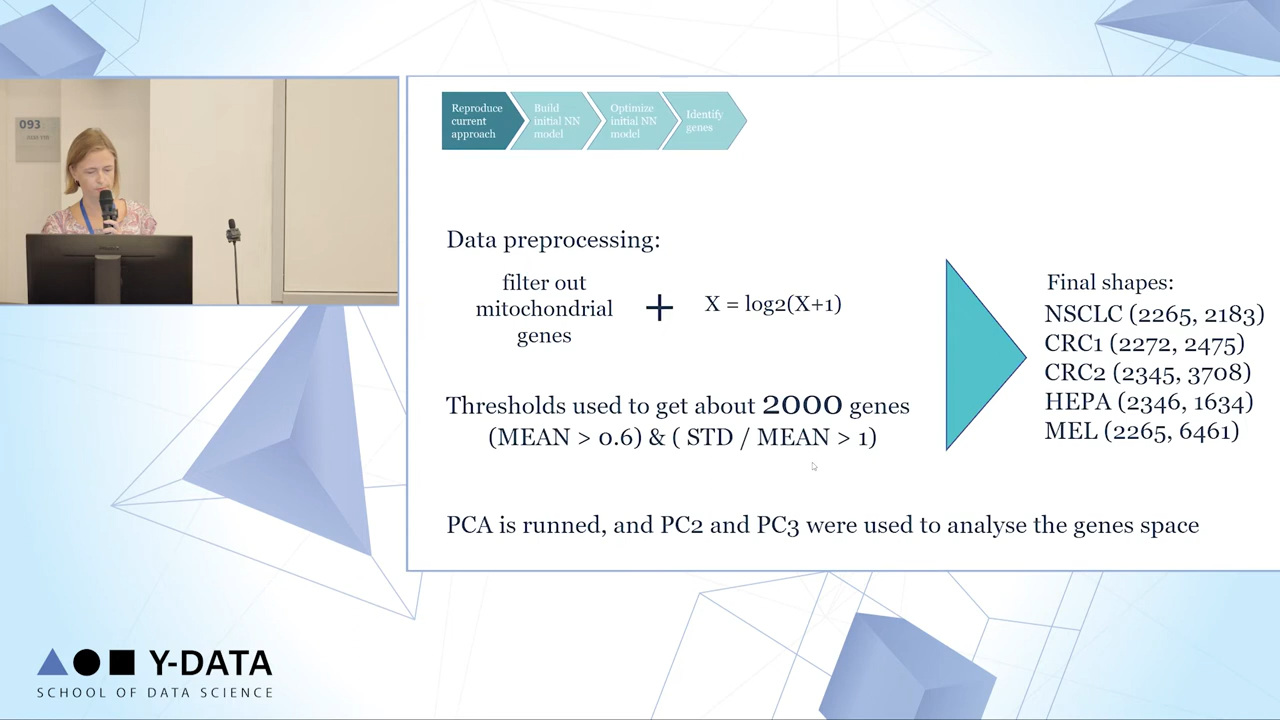 093
Reproduce
current
approach
Build
initial NN
model
Optimize
initial NN
model
Identify
genes
Data preprocessing:
filter out
mitochondrial
genes
+
X = log2(X+1)
Thresholds used to get about 2000 genes
(MEAN > 0.6) & ( STD / MEAN > 1)
Final shapes:
NSCLC (2265, 2183)
CRC1 (2272, 2475)
CRC2 (2345, 3708)
HEPA (2346, 1634)
MEL (2265, 6461)
PCA is runned, and PC2 and PC3 were used to analyse the genes space
Y-DATA
SCHOOL OF DATA SCIENCE